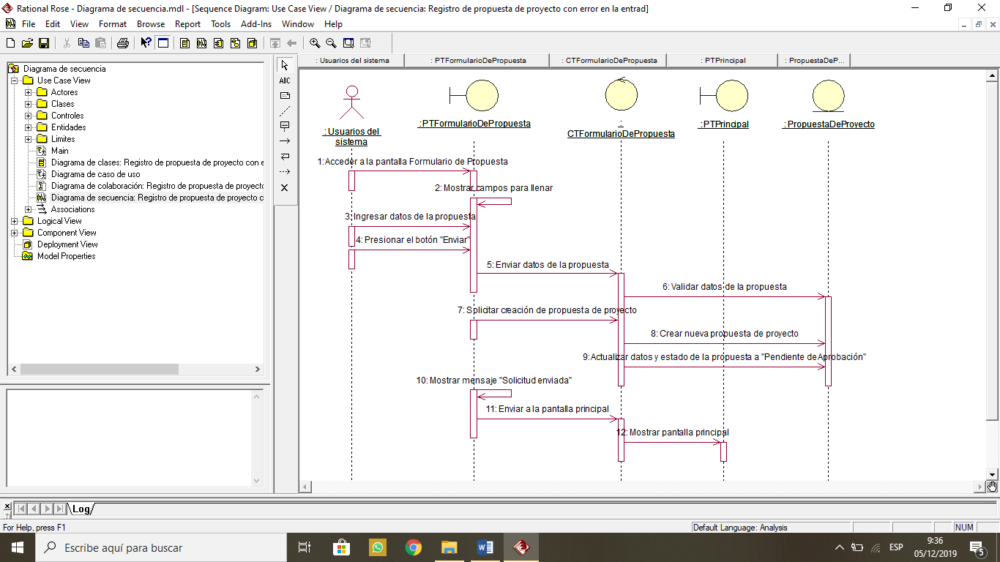 Rational Rose - Diagrama de secuencia.mdl - [Sequence Diagram: Use Case View / Diagrama de secuencia: Registro de propuesta de proyecto con error en la entrad]
File Edit View Format Browse Report Tools Add-Ins Window Help
: Usuarios del sistema : PTFormularioDePropuesta : CTFormularioDePropuesta : PTPrincipal : PropuestaDeP...
Diagrama de secuencia
Use Case View
Actores
Clases
Controles
Entidades
Limites
Main
Diagrama de clases: Registro de propuesta de proyecto con e
Diagrama de caso de uso
Diagrama de colaboración: Registro de propuesta de proyecto
Diagrama de secuencia: Registro de propuesta de proyecto c
Associations
Logical View
Component View
Deployment View
Model Properties
ABC
: Usuarios del
sistema
: PTFormularioDePropuesta
:
CTFormularioDePropuesta
: PTPrincipal
: PropuestaDeProyecto
1: Acceder a la pantalla Formulario de Propuesta
2: Mostrar campos para llenar
3: Ingresar datos de la propuesta
4: Presionar el botón "Enviar"
5: Enviar datos de la propuesta
6: Validar datos de la propuesta
7: Solicitar creación de propuesta de proyecto
8: Crear nueva propuesta de proyecto
9: Actualizar datos y estado de la propuesta a "Pendiente de Aprobación"
10: Mostrar mensaje "Solicitud enviada"
11: Enviar a la pantalla principal
12: Mostrar pantalla principal
Log
For Help, press F1
Default Language: Analysis
NUM
Escribe aquí para buscar
ESP
9:36
05/12/2019
5